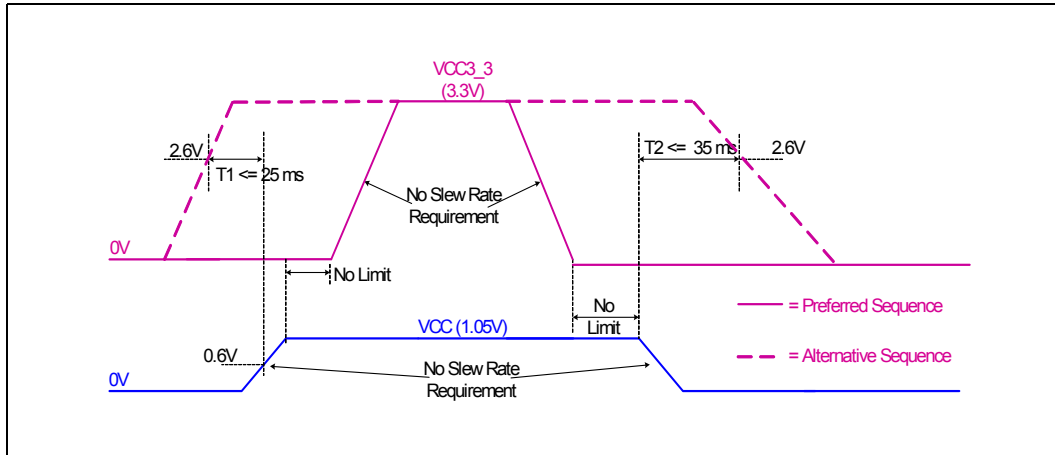 VCC3_3
(3.3V)
2.6V
T1 <= 25 ms
T2 <= 35 ms
2.6V
No Slew Rate
Requirement
0V
No Limit
No
Limit
= Preferred Sequence
VCC (1.05V)
0.6V
= Alternative Sequence
No Slew Rate
Requirement
0V